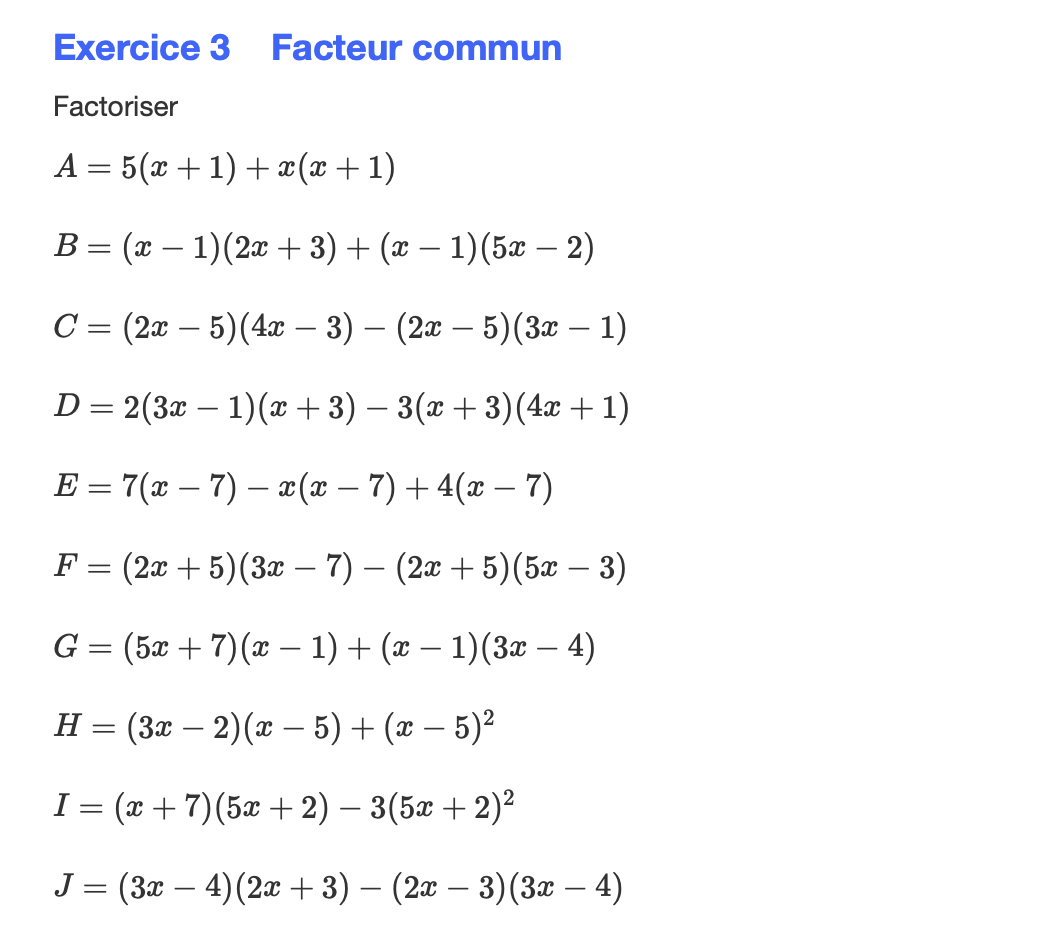 Exercice 3 Facteur commun
Factoriser
A = 5(x + 1) + x(x + 1)
B = (x − 1)(2x + 3) + (x − 1)(5x − 2)
C = (2x − 5)(4x − 3) − (2x − 5)(3x − 1)
D = 2(3x − 1)(x + 3) − 3(x + 3)(4x + 1)
E = 7(x − 7) − x(x − 7) + 4(x − 7)
F = (2x + 5)(3x − 7) − (2x + 5)(5x − 3)
G = (5x + 7)(x − 1) + (x − 1)(3x − 4)
H = (3x − 2)(x − 5) + (x − 5)²
I = (x + 7)(5x + 2) − 3(5x + 2)²
J = (3x − 4)(2x + 3) − (2x − 3)(3x − 4)